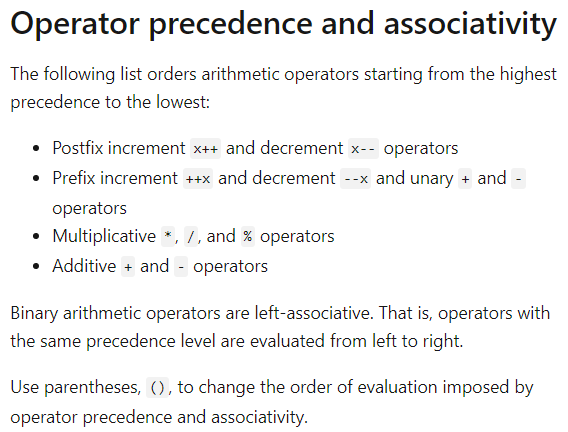 Operator precedence and associativity
The following list orders arithmetic operators starting from the highest
precedence to the lowest:
• Postfix increment x++ and decrement x-- operators
• Prefix increment ++x and decrement --x and unary + and -
operators
• Multiplicative *, /, and % operators
• Additive + and - operators
Binary arithmetic operators are left-associative. That is, operators with
the same precedence level are evaluated from left to right.
Use parentheses, (), to change the order of evaluation imposed by
operator precedence and associativity.